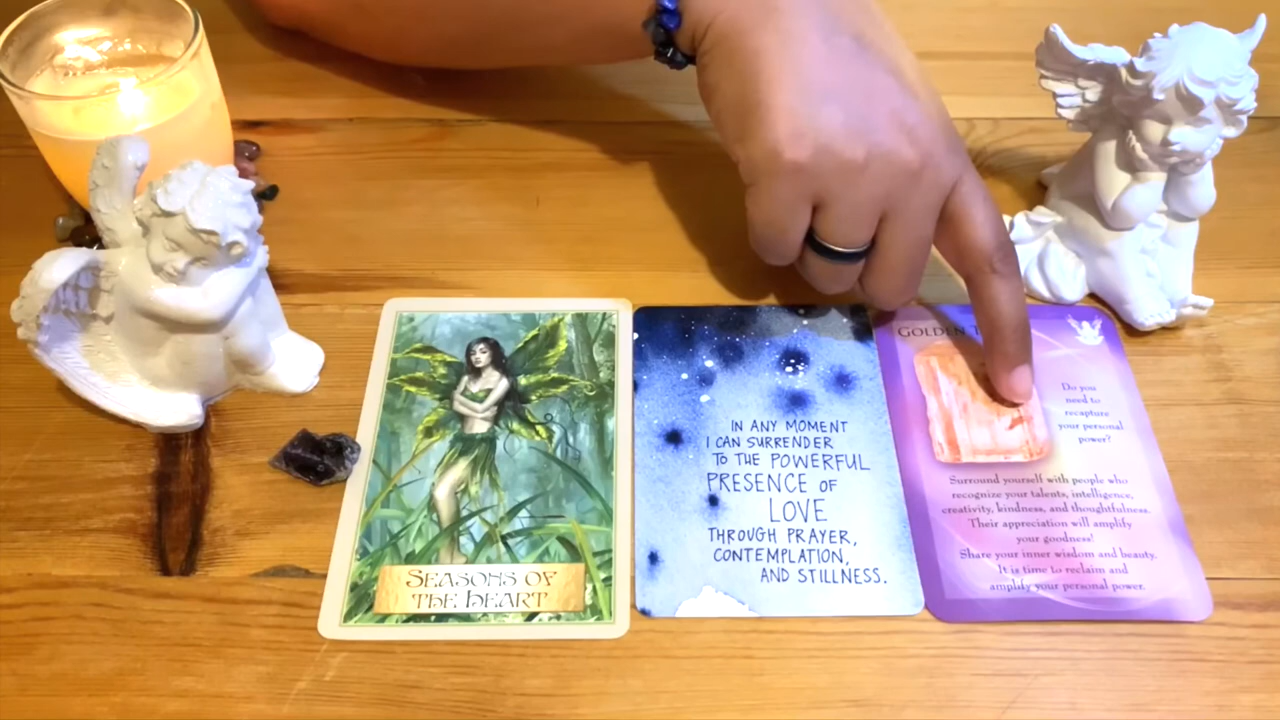 SEASONS OF
THE HEART
IN ANY MOMENT
I CAN SURRENDER
TO THE POWERFUL
PRESENCE OF
LOVE
THROUGH PRAYER,
CONTEMPLATION,
AND STILLNESS.
GOLDEN
Do you
need to
recapture
your personal
power?
Surround yourself with people who
recognize your talents, intelligence,
creativity, kindness, and thoughtfulness.
Their appreciation will amplify
your goodness!
Share your inner wisdom and beauty.
It is time to reclaim and
amplify your personal power.